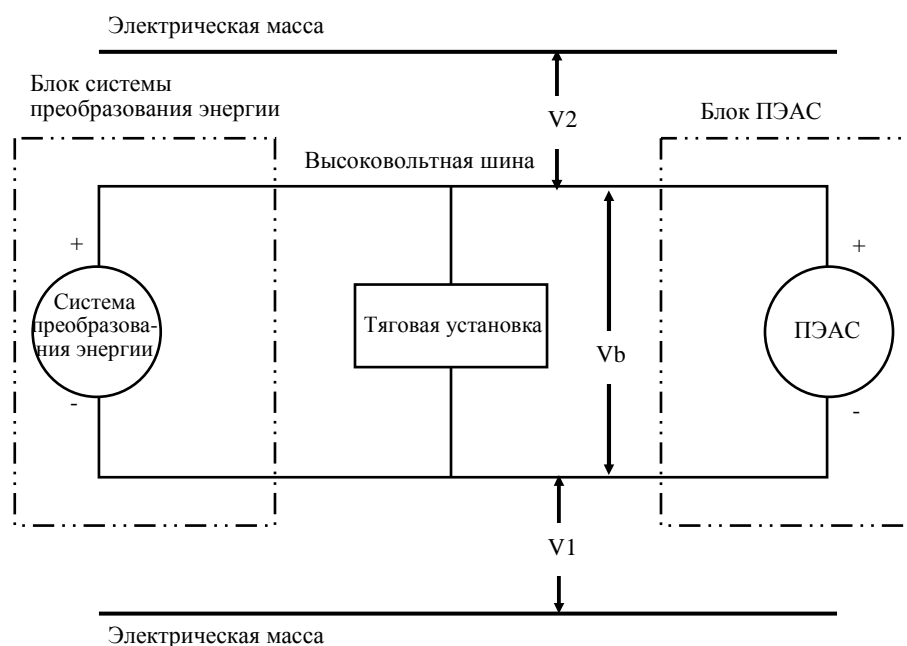 Электрическая масса
Блок системы
преобразования энергии
V2
Блок ПЭАС
Высоковольтная шина
+
+
Система
преобразова-
ния энергии
Тяговая установка
Vb
ПЭАС
-
-
V1
Электрическая масса